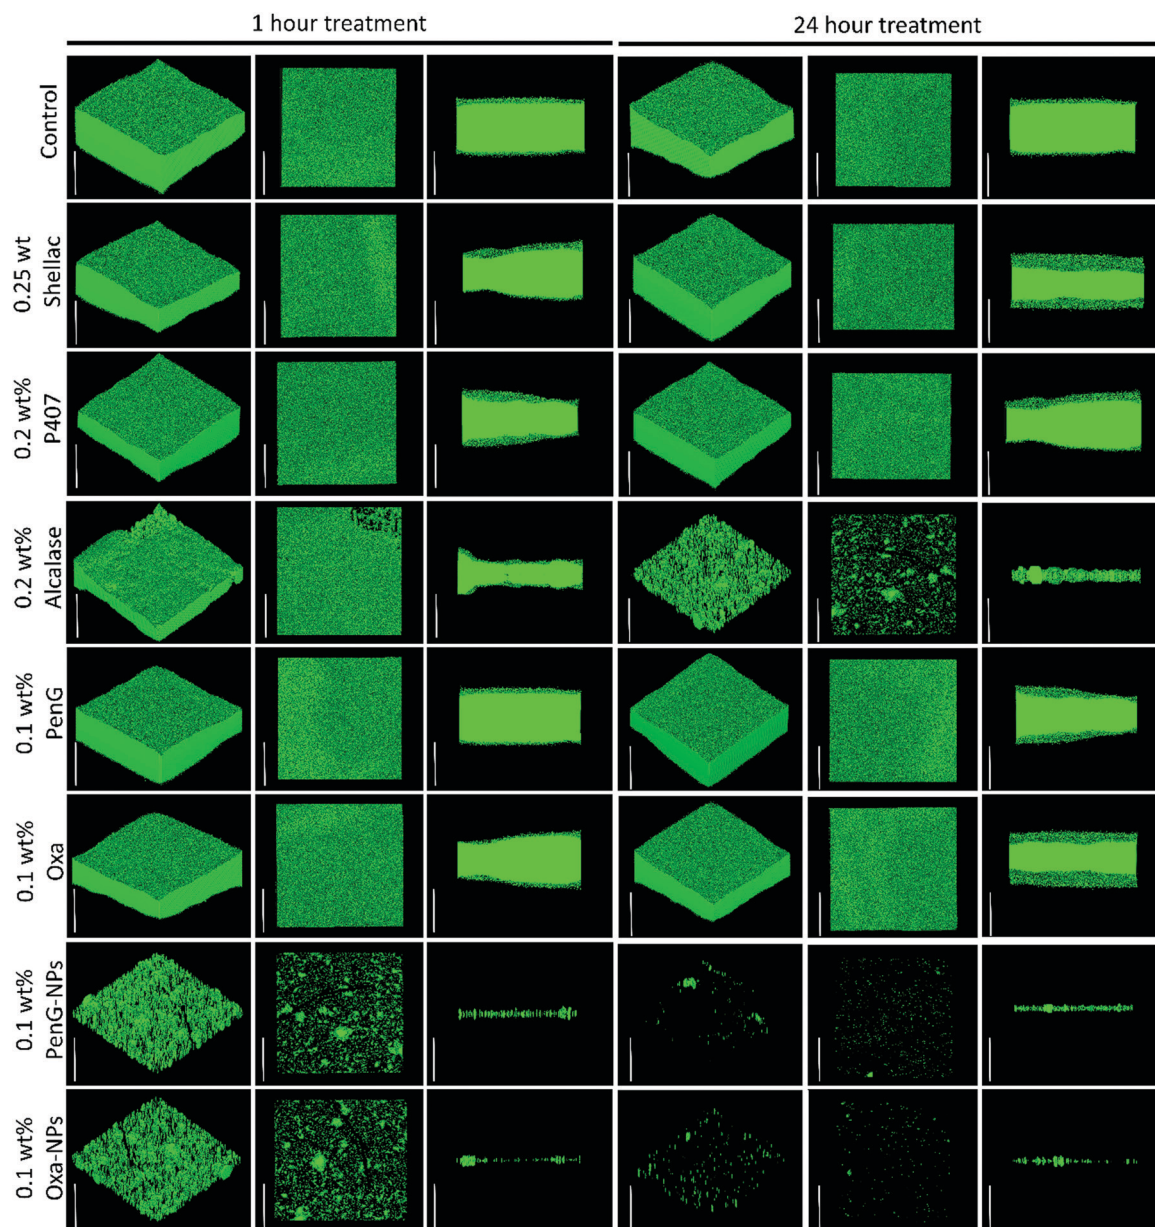 1 hour treatment
24 hour treatment
Control
0.25 wt
Shellac
0.2 wt%
P407
0.2 wt%
Alcalase
0.1 wt%
PenG
0.1 wt%
Oxa
0.1 wt%
PenG-NPs
0.1 wt%
Oxa-NPs